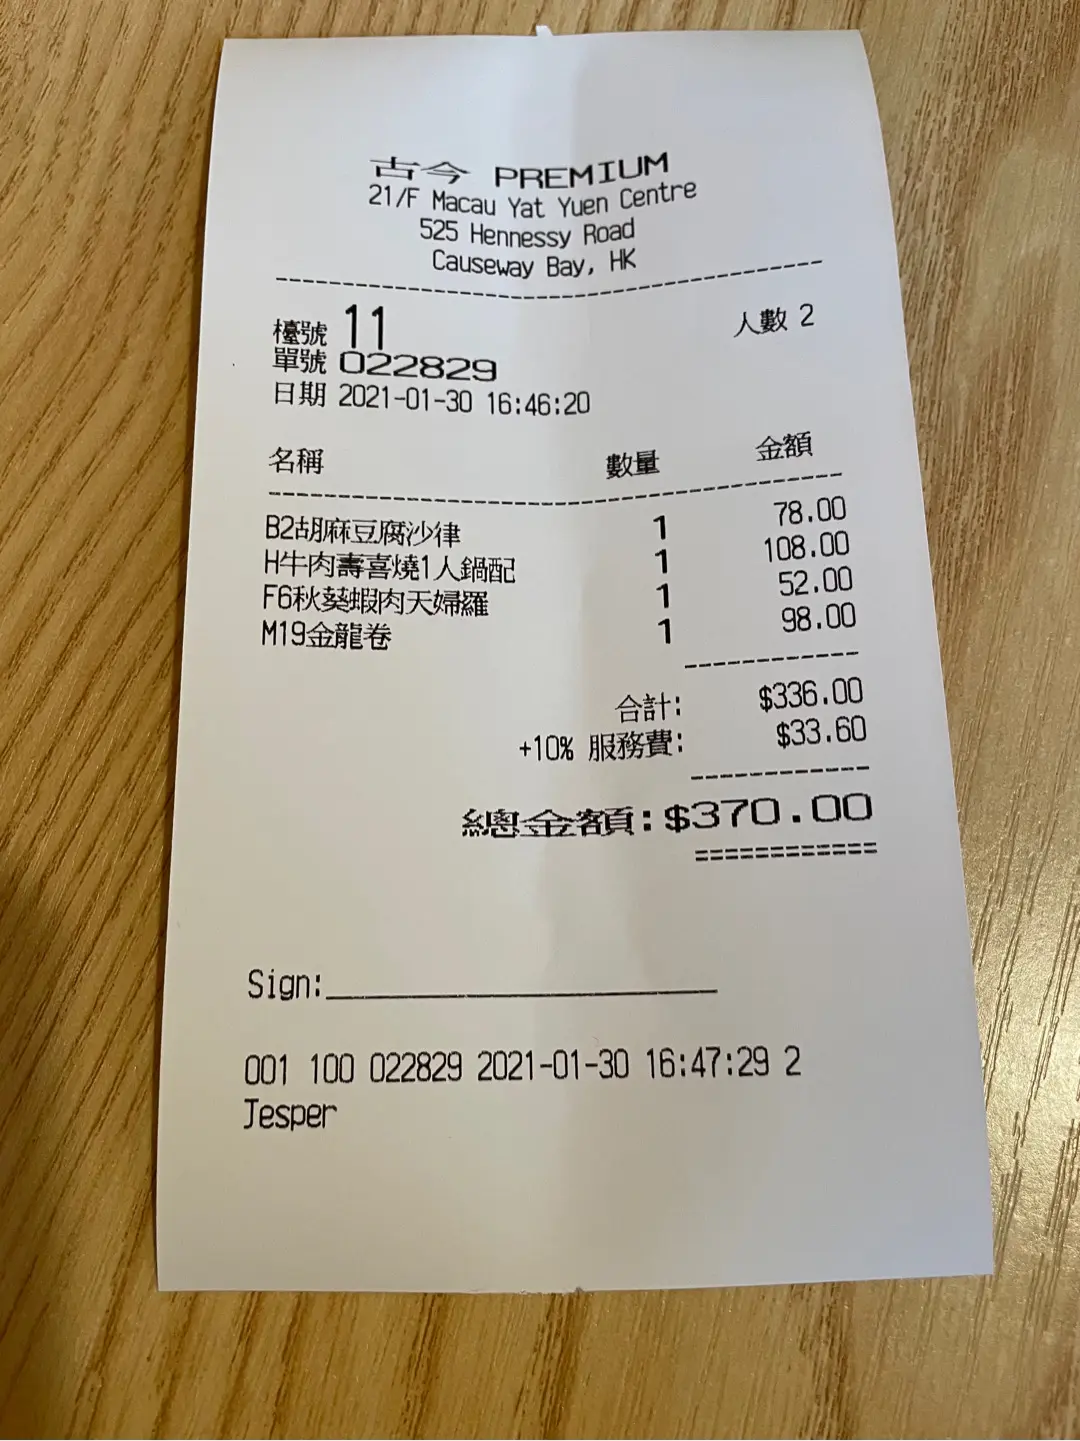 古今 PREMIUM
21/F Macau Yat Yuen Centre
525 Hennessy Road
Causeway Bay, HK
檯號 11 人數 2
單號 022829
日期 2021-01-30 16:46:20
名稱 數量 金額
B2胡麻豆腐沙律 1 78.00
H牛肉壽喜燒1人鍋配 1 108.00
F6秋葵蝦肉天婦羅 1 52.00
M19金龍卷 1 98.00
合計: $336.00
+10% 服務費: $33.60
總金額:$370.00
Sign:
001 100 022829 2021-01-30 16:47:29 2
Jesper